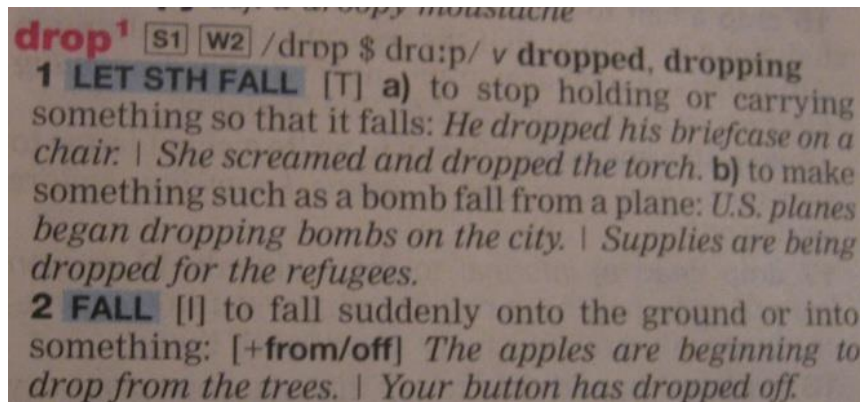 a droopy moustache
drop¹ S1 W2 /drɒp $ drɑːp/ v dropped, dropping
1 LET STH FALL [T] a) to stop holding or carrying
something so that it falls: He dropped his briefcase on a
chair. | She screamed and dropped the torch. b) to make
something such as a bomb fall from a plane: U.S. planes
began dropping bombs on the city. | Supplies are being
dropped for the refugees.
2 FALL [I] to fall suddenly onto the ground or into
something: [+from/off] The apples are beginning to
drop from the trees. | Your button has dropped off.